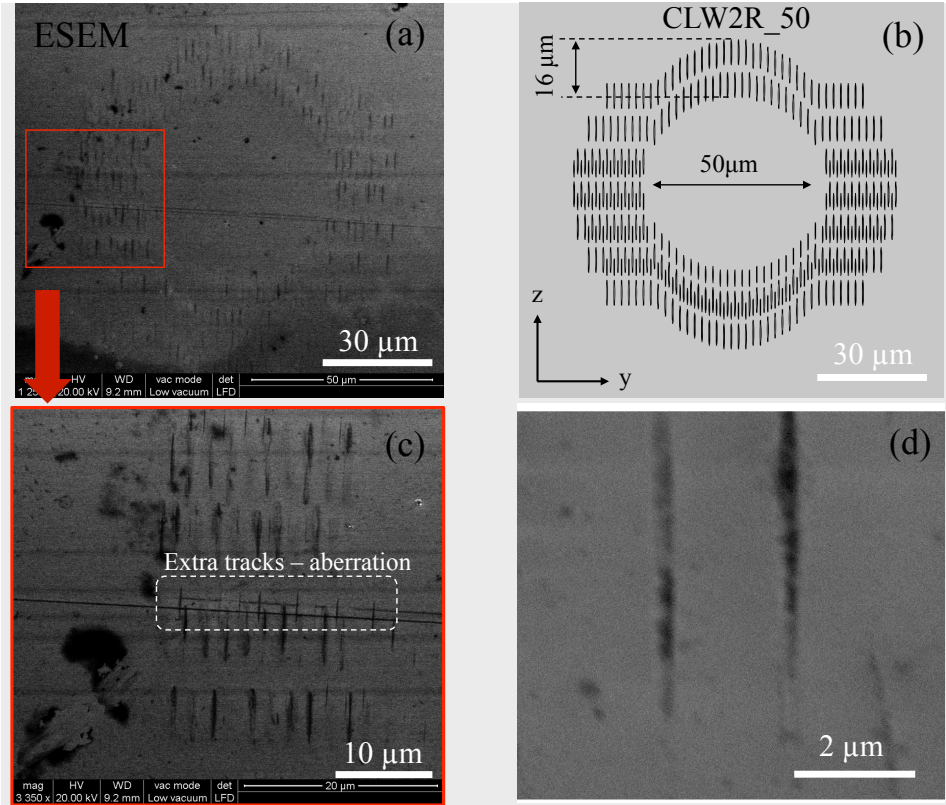 ESEM
(a)
30 µm
HV
WD
vac mode
det
50 µm
20.00 kV
9.2 mm
Low vacuum
LFD
CLW2R_50
(b)
16 µm
50µm
z
y
30 µm
(c)
Extra tracks – aberration
10 µm
mag
HV
WD
vac mode
det
20 µm
3 350 x
20.00 kV
9.2 mm
Low vacuum
LFD
(d)
2 µm